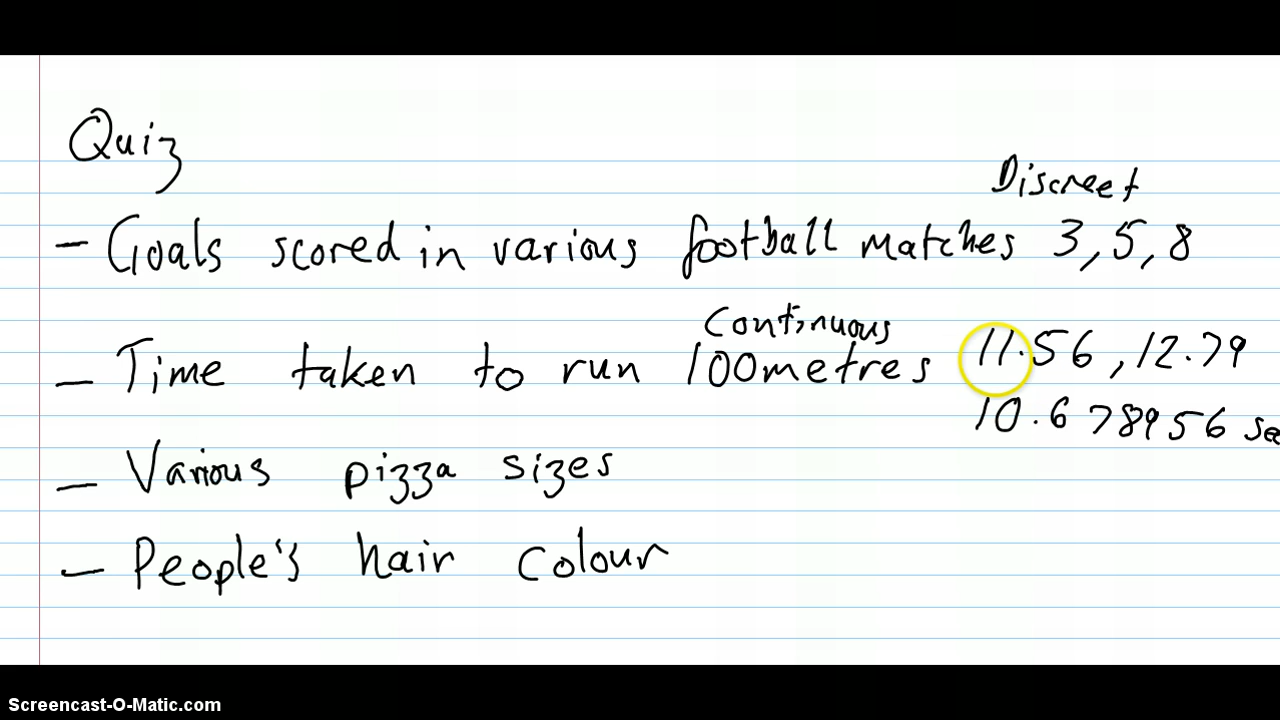 Quiz
Discreet
- Goals scored in various football matches 3, 5, 8
Continuous
- Time taken to run 100metres 11.56, 12.79
10.678956 sec
- Various pizza sizes
- People's hair colour
Screencast-O-Matic.com